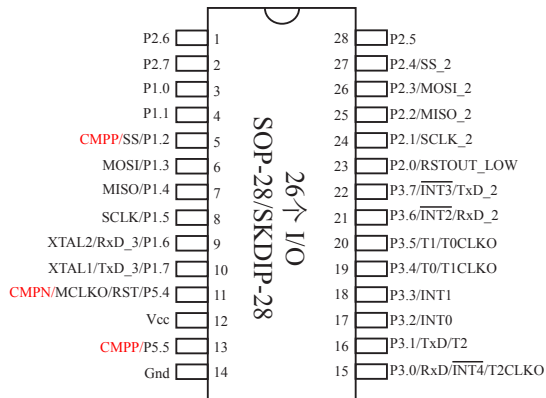 P2.6 1 28 P2.5
P2.7 2 27 P2.4/SS_2
P1.0 3 26 P2.3/MOSI_2
P1.1 4 25 P2.2/MISO_2
CMPP/SS/P1.2 5 24 P2.1/SCLK_2
MOSI/P1.3 6 23 P2.0/RSTOUT_LOW
MISO/P1.4 7 22 P3.7/INT3/TxD_2
SCLK/P1.5 8 21 P3.6/INT2/RxD_2
XTAL2/RxD_3/P1.6 9 20 P3.5/T1/T0CLKO
XTAL1/TxD_3/P1.7 10 19 P3.4/T0/T1CLKO
CMPN/MCLKO/RST/P5.4 11 18 P3.3/INT1
Vcc 12 17 P3.2/INT0
CMPP/P5.5 13 16 P3.1/TxD/T2
Gnd 14 15 P3.0/RxD/INT4/T2CLKO
26个 I/O
SOP-28/SKDIP-28